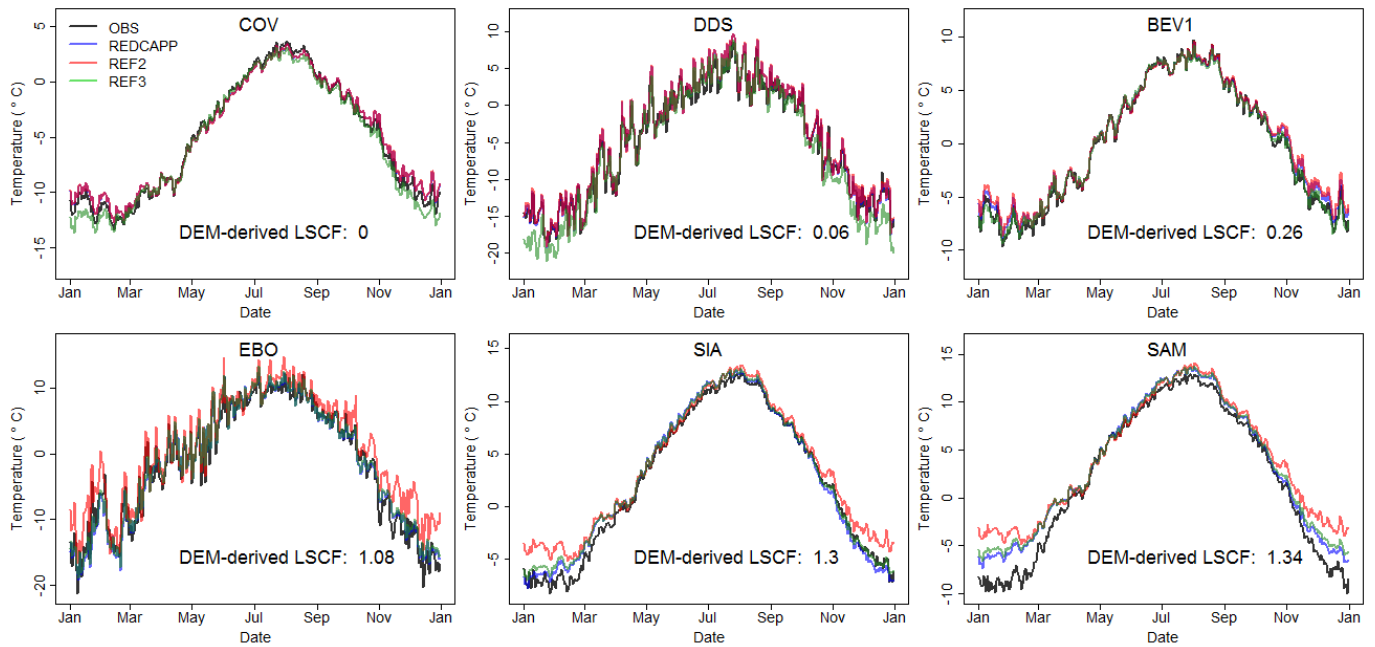 COV
OBS
REDCAPP
REF2
REF3
Temperature ( ° C)
0
-5
-10
-15
DEM-derived LSCF: 0
Jan Mar May Jul Sep Nov Jan
Date
DDS
Temperature ( ° C)
10
5
0
-5
-10
-15
-20
DEM-derived LSCF: 0.06
Jan Mar May Jul Sep Nov Jan
Date
BEV1
Temperature ( ° C)
10
5
0
-5
-10
DEM-derived LSCF: 0.26
Jan Mar May Jul Sep Nov Jan
Date
EBO
Temperature ( ° C)
10
0
-10
-20
DEM-derived LSCF: 1.08
Jan Mar May Jul Sep Nov Jan
Date
SIA
Temperature ( ° C)
15
10
5
0
-5
DEM-derived LSCF: 1.3
Jan Mar May Jul Sep Nov Jan
Date
SAM
Temperature ( ° C)
15
10
5
0
-5
-10
DEM-derived LSCF: 1.34
Jan Mar May Jul Sep Nov Jan
Date